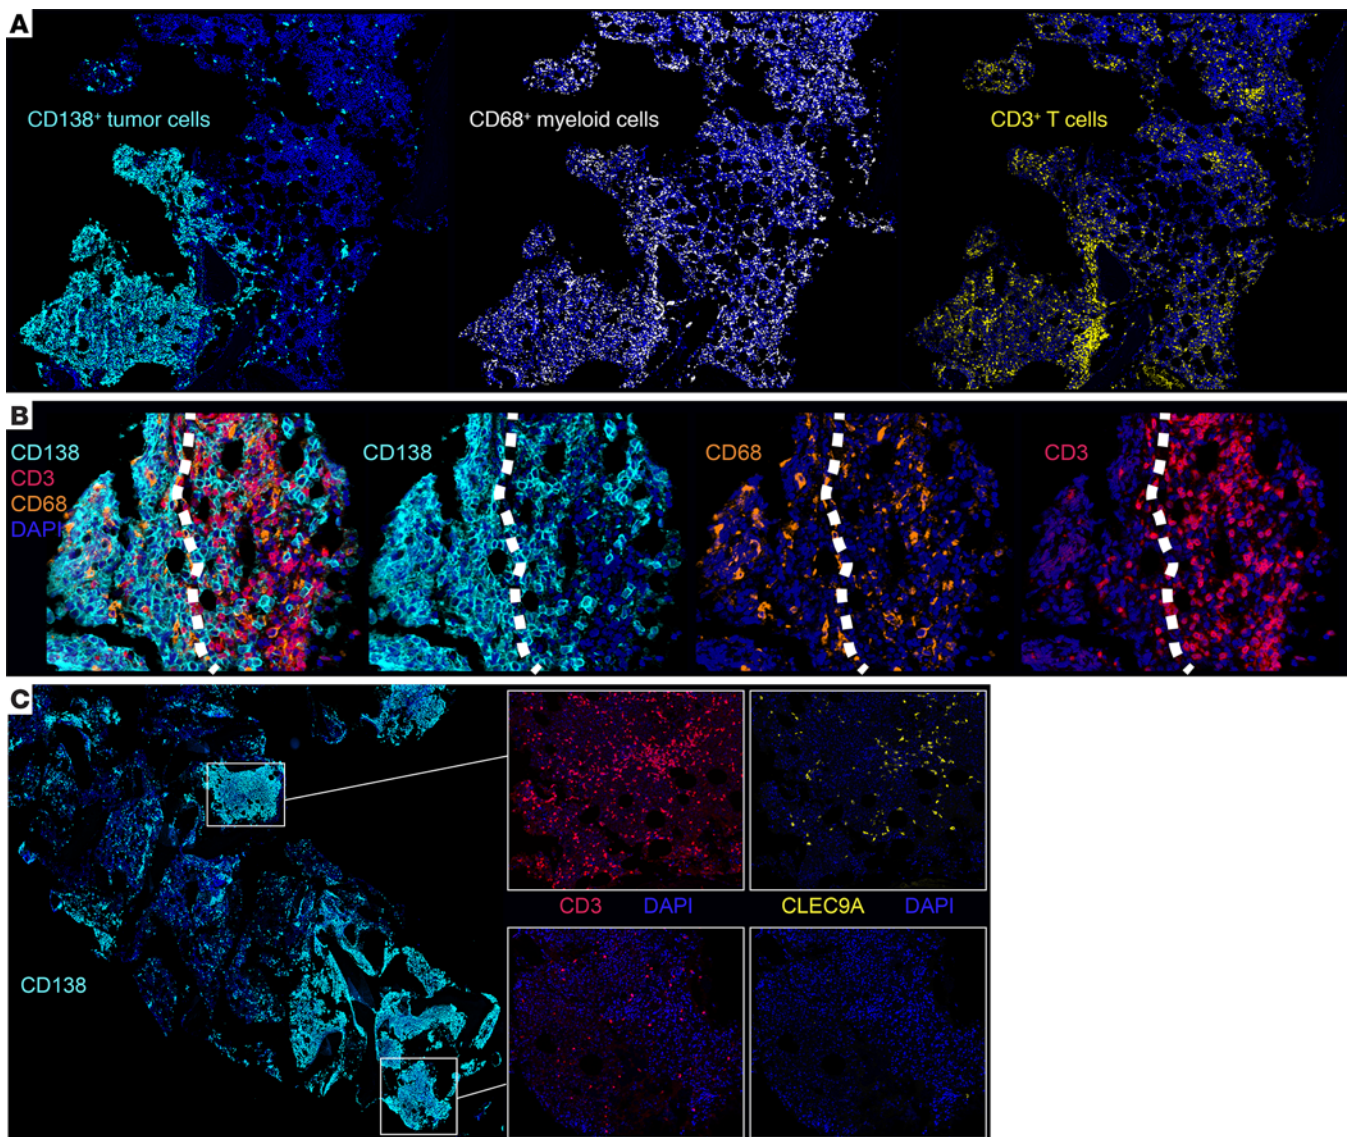 A
CD138⁺ tumor cells
CD68⁺ myeloid cells
CD3⁺ T cells
B
CD138
CD3
CD68
DAPI
CD138
CD68
CD3
C
CD138
CD3 DAPI
CLEC9A DAPI